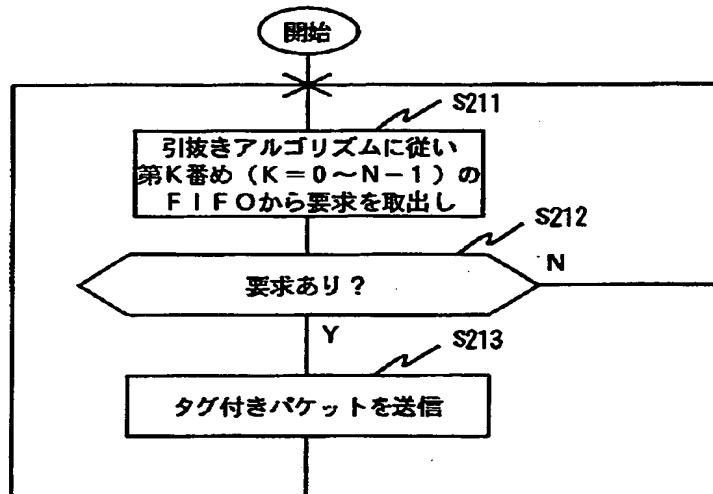 開始
S211
引抜きアルゴリズムに従い
第K番め（K＝0～N－1）の
FIFOから要求を取出し
S212
要求あり？
N
Y
S213
タグ付きパケットを送信